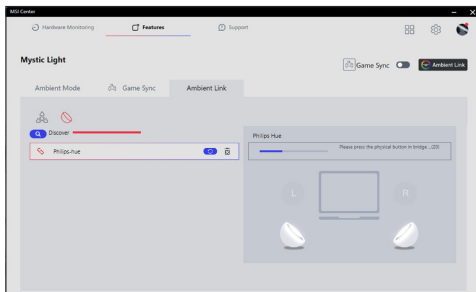 MSI Center
Hardware Monitoring
Features
Support
Mystic Light
Game Sync
Ambient Link
Ambient Mode
Game Sync
Ambient Link
Discover
Philips-hue
Philips Hue
Please press the physical button in bridge ...(20)
L
R